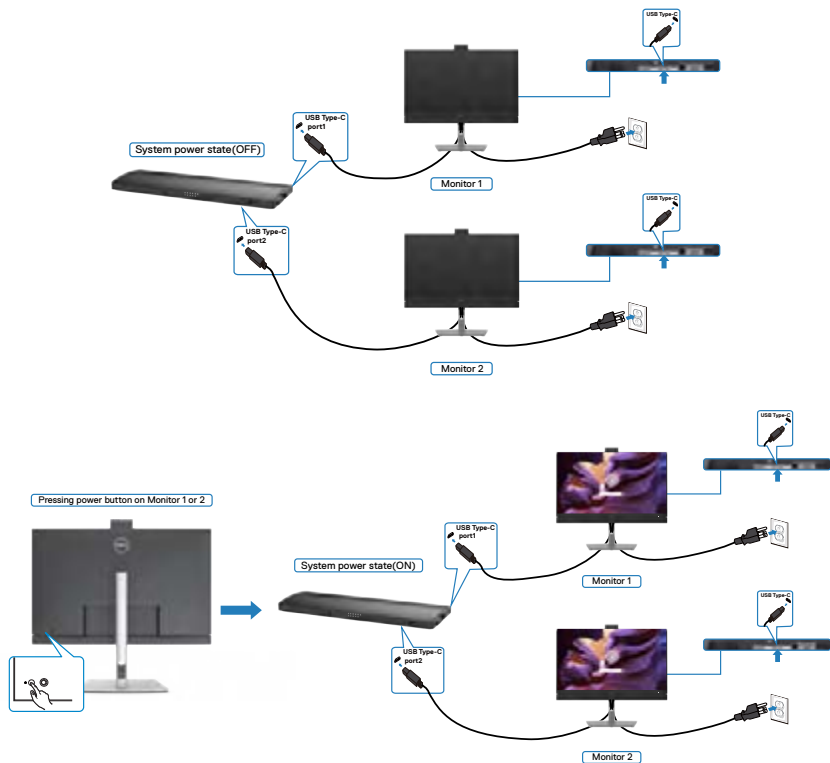 USB Type-C
USB Type-C
port1
System power state(OFF)
Monitor 1
USB Type-C
USB Type-C
port2
Monitor 2
USB Type-C
Pressing power button on Monitor 1 or 2
USB Type-C
port1
System power state(ON)
Monitor 1
USB Type-C
USB Type-C
port2
Monitor 2